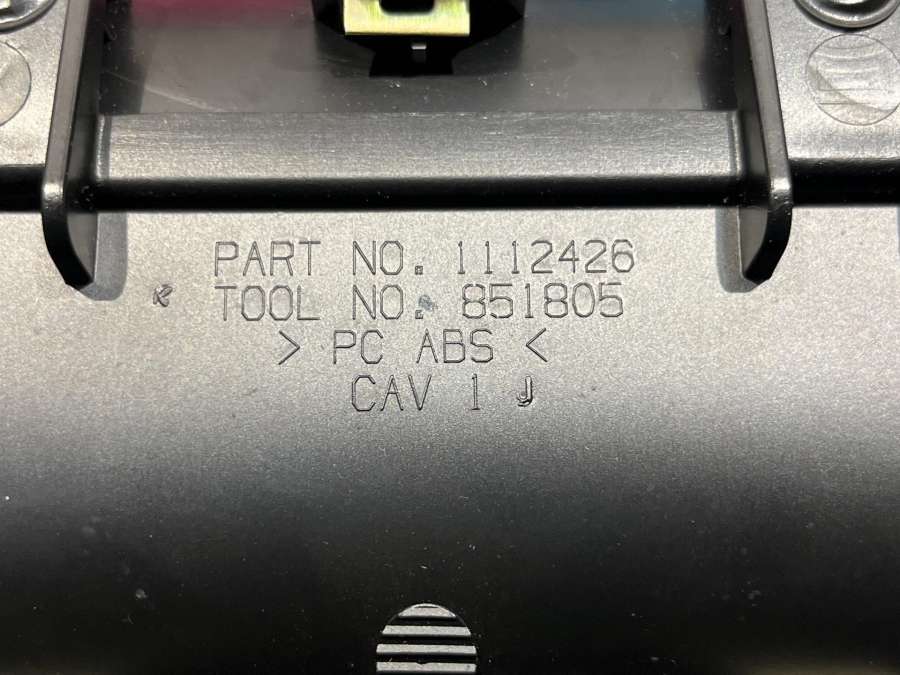 PART NO. 1112426
R TOOL NO. 851805
> PC ABS <
CAV 1 J